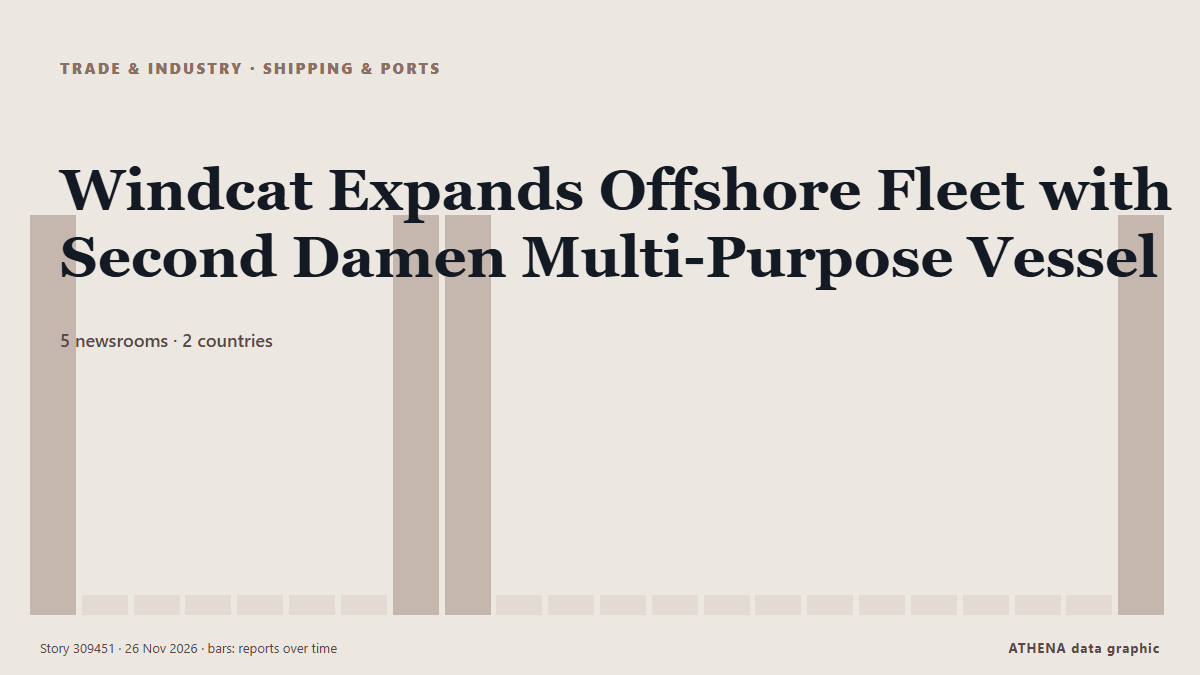 TRADE & INDUSTRY · SHIPPING & PORTS
Windcat Expands Offshore Fleet with
Second Damen Multi-Purpose Vessel
5 newsrooms · 2 countries
Story 309451 · 26 Nov 2026 · bars: reports over time
ATHENA data graphic